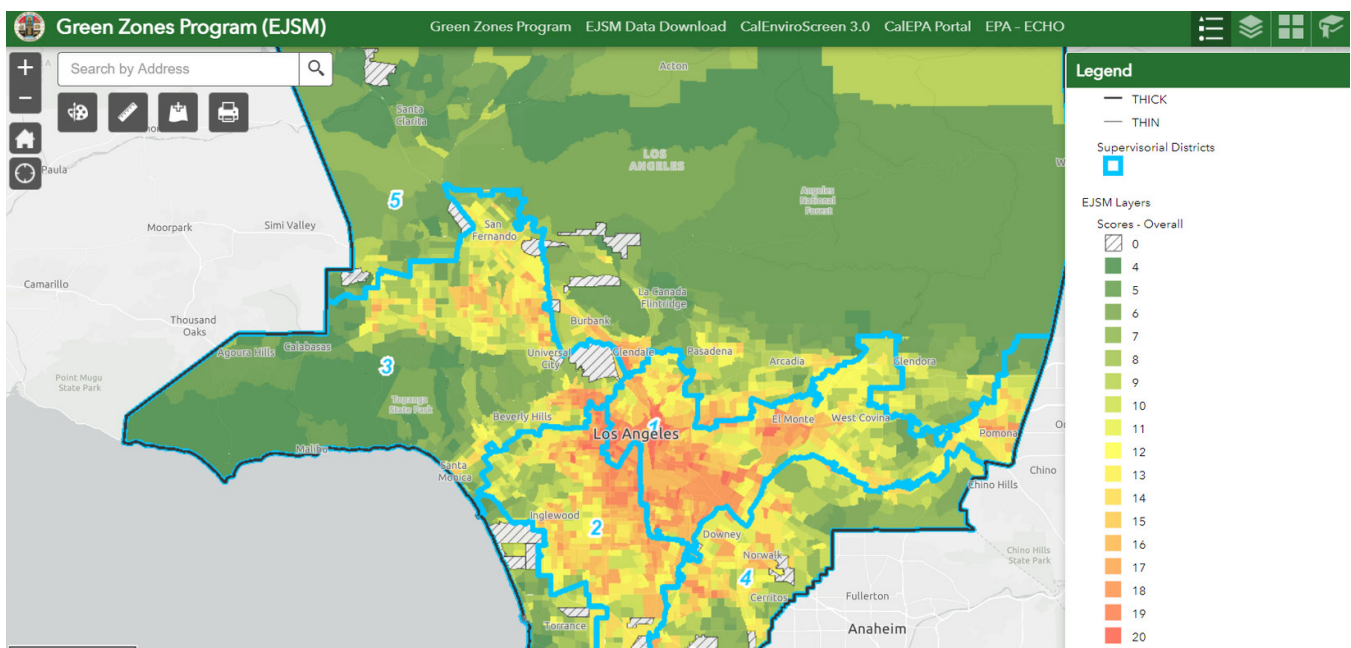 Green Zones Program (EJSM)
Green Zones Program EJSM Data Download CalEnviroScreen 3.0 CalEPA Portal EPA - ECHO
+
Search by Address
−
Legend
THICK
THIN
Supervisorial Districts
EJSM Layers
Scores - Overall
0
4
5
6
7
8
9
10
11
12
13
14
15
16
17
18
19
20
Acton
Santa
Clarita
LOS
ANGELES
Paula
Angeles
National
Forest
5
Moorpark
Simi Valley
San
Fernando
Camarillo
La Canada
Flintridge
Thousand
Oaks
Burbank
Agoura Hills
Calabasas
Universal
City
Glendale
Pasadena
Arcadia
Glendora
3
Point Mugu
State Park
Topanga
State Park
Beverly Hills
1
Los Angeles
El Monte
West Covina
Pomona
Malibu
Santa
Monica
Chino
Chino Hills
Inglewood
2
Downey
Norwalk
4
Chino Hills
State Park
Cerritos
Fullerton
Torrance
Anaheim